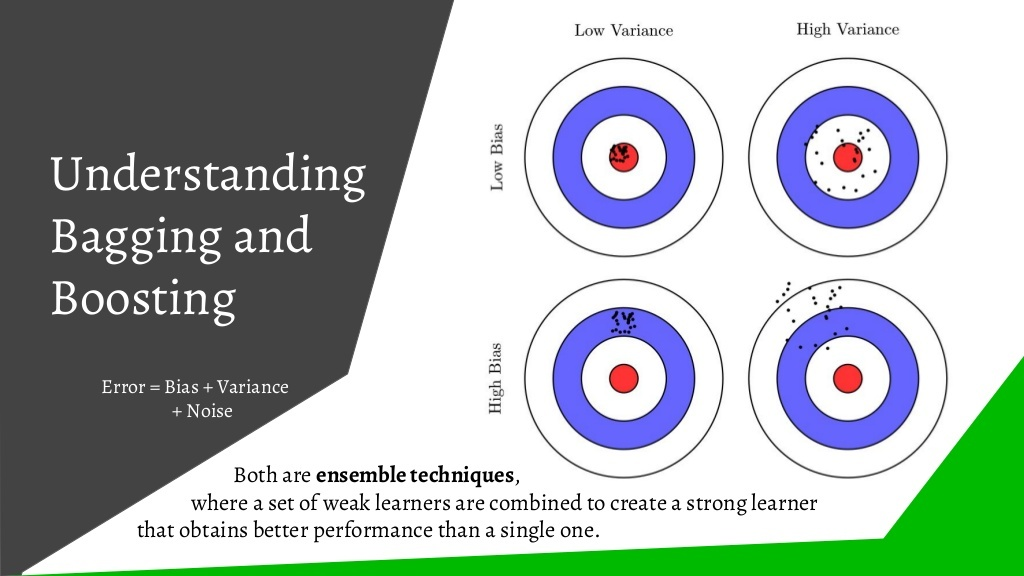 Understanding
Bagging and
Boosting
Error = Bias + Variance
+ Noise
Low Variance
High Variance
Low Bias
High Bias
Both are ensemble techniques,
where a set of weak learners are combined to create a strong learner
that obtains better performance than a single one.